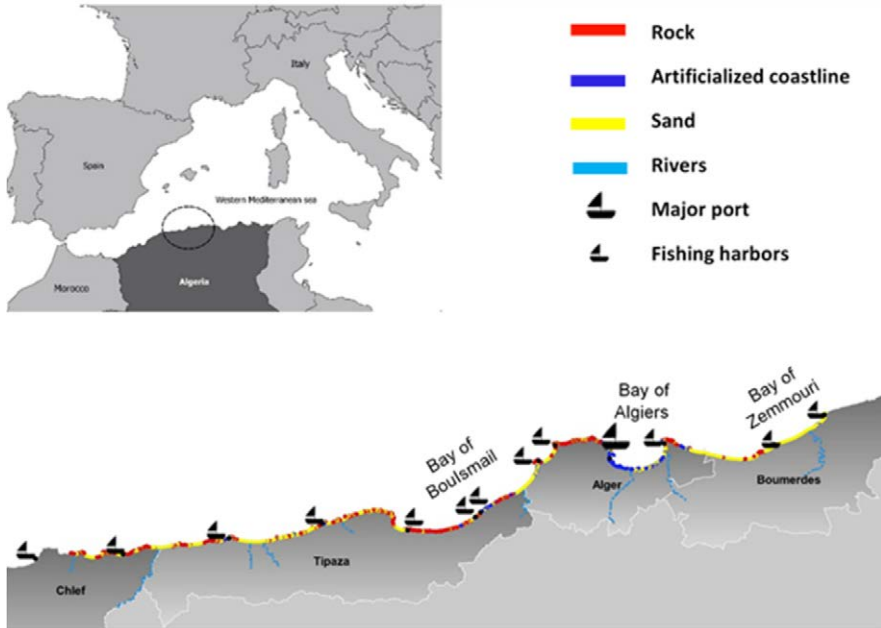 Italy
Spain
Western Mediterranean sea
Morocco
Algeria
Rock
Artificialized coastline
Sand
Rivers
Major port
Fishing harbors
Bay of
Boulsmail
Bay of
Algiers
Bay of
Zemmouri
Alger
Boumerdes
Tipaza
Chlef